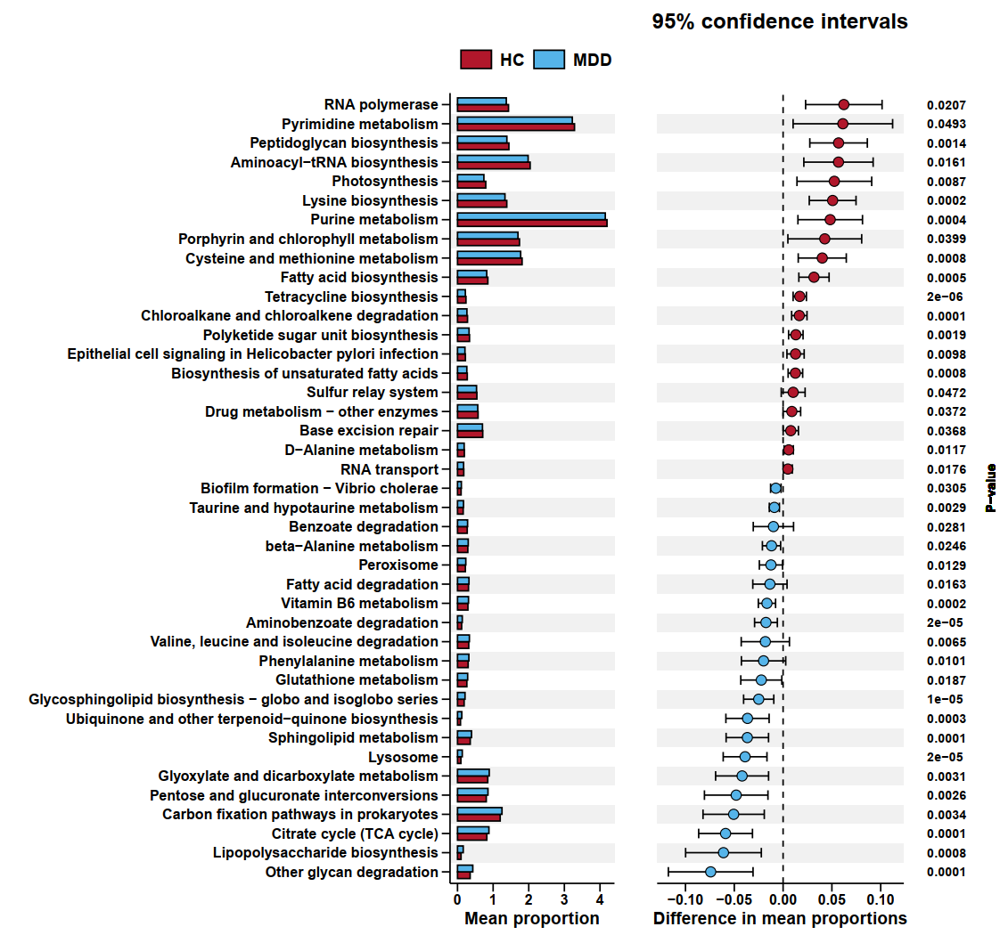 95% confidence intervals
HC MDD
RNA polymerase 0.0207
Pyrimidine metabolism 0.0493
Peptidoglycan biosynthesis 0.0014
Aminoacyl−tRNA biosynthesis 0.0161
Photosynthesis 0.0087
Lysine biosynthesis 0.0002
Purine metabolism 0.0004
Porphyrin and chlorophyll metabolism 0.0399
Cysteine and methionine metabolism 0.0008
Fatty acid biosynthesis 0.0005
Tetracycline biosynthesis 2e−06
Chloroalkane and chloroalkene degradation 0.0001
Polyketide sugar unit biosynthesis 0.0019
Epithelial cell signaling in Helicobacter pylori infection 0.0098
Biosynthesis of unsaturated fatty acids 0.0008
Sulfur relay system 0.0472
Drug metabolism − other enzymes 0.0372
Base excision repair 0.0368
D−Alanine metabolism 0.0117
RNA transport 0.0176
Biofilm formation − Vibrio cholerae 0.0305
Taurine and hypotaurine metabolism 0.0029
Benzoate degradation 0.0281
beta−Alanine metabolism 0.0246
Peroxisome 0.0129
Fatty acid degradation 0.0163
Vitamin B6 metabolism 0.0002
Aminobenzoate degradation 2e−05
Valine, leucine and isoleucine degradation 0.0065
Phenylalanine metabolism 0.0101
Glutathione metabolism 0.0187
Glycosphingolipid biosynthesis − globo and isoglobo series 1e−05
Ubiquinone and other terpenoid−quinone biosynthesis 0.0003
Sphingolipid metabolism 0.0001
Lysosome 2e−05
Glyoxylate and dicarboxylate metabolism 0.0031
Pentose and glucuronate interconversions 0.0026
Carbon fixation pathways in prokaryotes 0.0034
Citrate cycle (TCA cycle) 0.0001
Lipopolysaccharide biosynthesis 0.0008
Other glycan degradation 0.0001
P−value
0 1 2 3 4 −0.10 −0.05 0.00 0.05 0.10
Mean proportion Difference in mean proportions